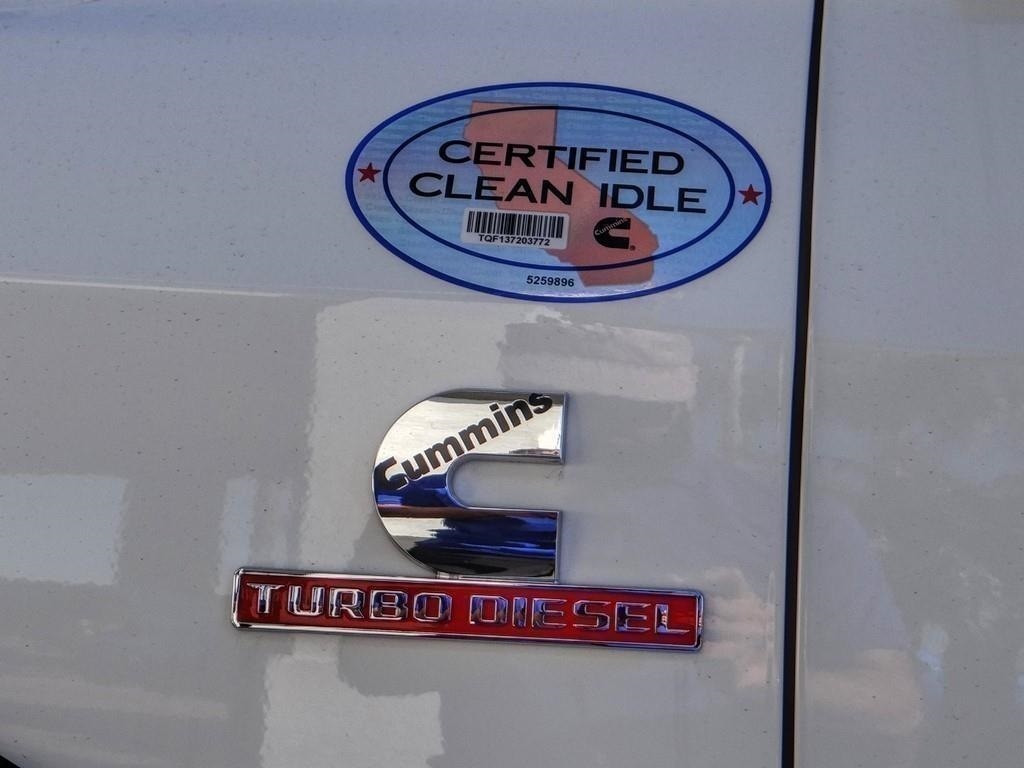 CERTIFIED
CLEAN IDLE
TQF137203772
Cummins
5259896
Cummins
TURBO DIESEL